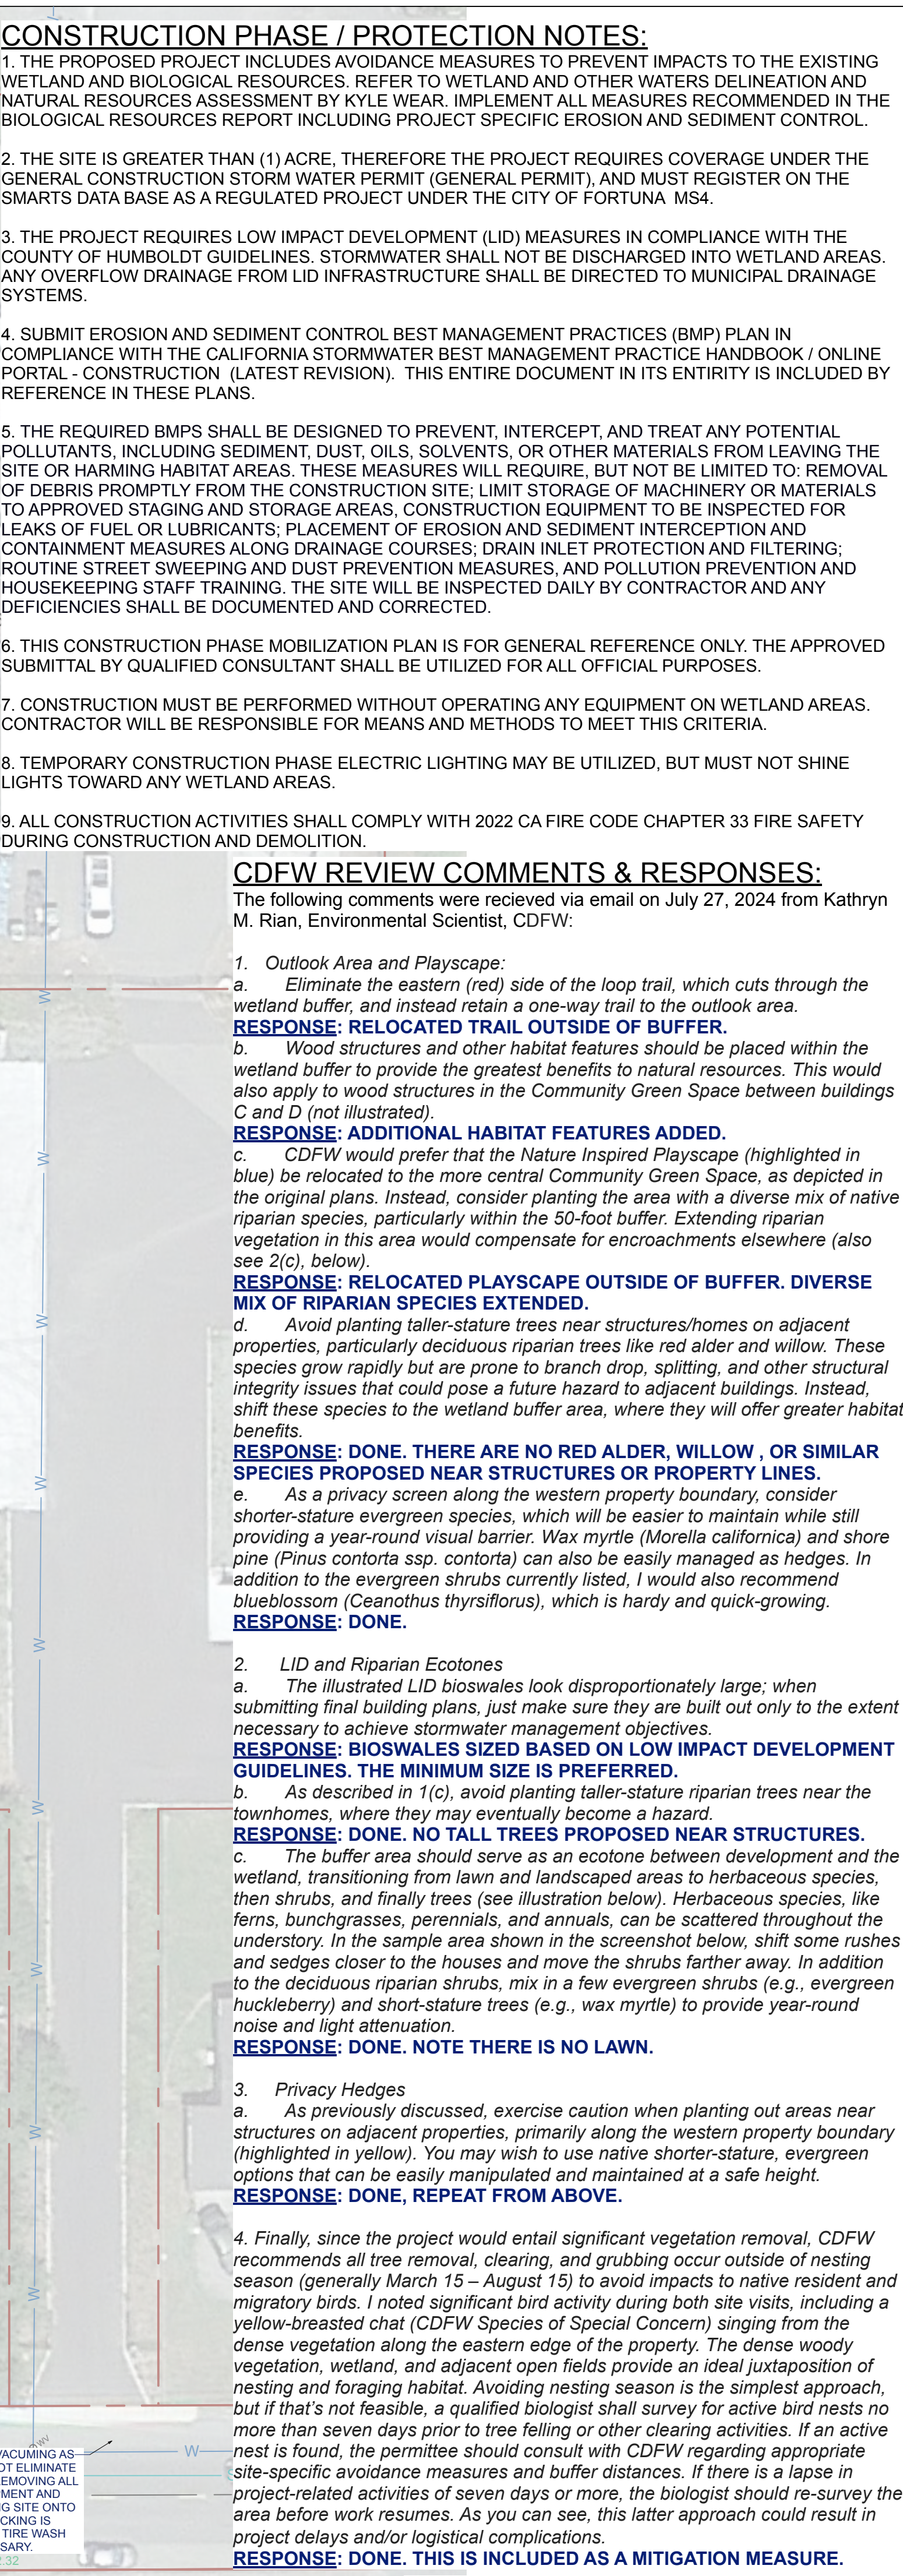 CONSTRUCTION PHASE / PROTECTION NOTES:
1. THE PROPOSED PROJECT INCLUDES AVOIDANCE MEASURES TO PREVENT IMPACTS TO THE EXISTING
WETLAND AND BIOLOGICAL RESOURCES. REFER TO WETLAND AND OTHER WATERS DELINEATION AND
NATURAL RESOURCES ASSESSMENT BY KYLE WEAR. IMPLEMENT ALL MEASURES RECOMMENDED IN THE
BIOLOGICAL RESOURCES REPORT INCLUDING PROJECT SPECIFIC EROSION AND SEDIMENT CONTROL.
2. THE SITE IS GREATER THAN (1) ACRE, THEREFORE THE PROJECT REQUIRES COVERAGE UNDER THE
GENERAL CONSTRUCTION STORM WATER PERMIT (GENERAL PERMIT), AND MUST REGISTER ON THE
SMARTS DATA BASE AS A REGULATED PROJECT UNDER THE CITY OF FORTUNA MS4.
3. THE PROJECT REQUIRES LOW IMPACT DEVELOPMENT (LID) MEASURES IN COMPLIANCE WITH THE
COUNTY OF HUMBOLDT GUIDELINES. STORMWATER SHALL NOT BE DISCHARGED INTO WETLAND AREAS.
ANY OVERFLOW DRAINAGE FROM LID INFRASTRUCTURE SHALL BE DIRECTED TO MUNICIPAL DRAINAGE
SYSTEMS.
4. SUBMIT EROSION AND SEDIMENT CONTROL BEST MANAGEMENT PRACTICES (BMP) PLAN IN
COMPLIANCE WITH THE CALIFORNIA STORMWATER BEST MANAGEMENT PRACTICE HANDBOOK / ONLINE
PORTAL - CONSTRUCTION (LATEST REVISION). THIS ENTIRE DOCUMENT IN ITS ENTIRITY IS INCLUDED BY
REFERENCE IN THESE PLANS.
5. THE REQUIRED BMPS SHALL BE DESIGNED TO PREVENT, INTERCEPT, AND TREAT ANY POTENTIAL
POLLUTANTS, INCLUDING SEDIMENT, DUST, OILS, SOLVENTS, OR OTHER MATERIALS FROM LEAVING THE
SITE OR HARMING HABITAT AREAS. THESE MEASURES WILL REQUIRE, BUT NOT BE LIMITED TO: REMOVAL
OF DEBRIS PROMPTLY FROM THE CONSTRUCTION SITE; LIMIT STORAGE OF MACHINERY OR MATERIALS
TO APPROVED STAGING AND STORAGE AREAS, CONSTRUCTION EQUIPMENT TO BE INSPECTED FOR
LEAKS OF FUEL OR LUBRICANTS; PLACEMENT OF EROSION AND SEDIMENT INTERCEPTION AND
CONTAINMENT MEASURES ALONG DRAINAGE COURSES; DRAIN INLET PROTECTION AND FILTERING;
ROUTINE STREET SWEEPING AND DUST PREVENTION MEASURES, AND POLLUTION PREVENTION AND
HOUSEKEEPING STAFF TRAINING. THE SITE WILL BE INSPECTED DAILY BY CONTRACTOR AND ANY
DEFICIENCIES SHALL BE DOCUMENTED AND CORRECTED.
6. THIS CONSTRUCTION PHASE MOBILIZATION PLAN IS FOR GENERAL REFERENCE ONLY. THE APPROVED
SUBMITTAL BY QUALIFIED CONSULTANT SHALL BE UTILIZED FOR ALL OFFICIAL PURPOSES.
7. CONSTRUCTION MUST BE PERFORMED WITHOUT OPERATING ANY EQUIPMENT ON WETLAND AREAS.
CONTRACTOR WILL BE RESPONSIBLE FOR MEANS AND METHODS TO MEET THIS CRITERIA.
8. TEMPORARY CONSTRUCTION PHASE ELECTRIC LIGHTING MAY BE UTILIZED, BUT MUST NOT SHINE
LIGHTS TOWARD ANY WETLAND AREAS.
9. ALL CONSTRUCTION ACTIVITIES SHALL COMPLY WITH 2022 CA FIRE CODE CHAPTER 33 FIRE SAFETY
DURING CONSTRUCTION AND DEMOLITION.
CDFW REVIEW COMMENTS & RESPONSES:
The following comments were recieved via email on July 27, 2024 from Kathryn
M. Rian, Environmental Scientist, CDFW:
1. Outlook Area and Playscape:
a. Eliminate the eastern (red) side of the loop trail, which cuts through the
wetland buffer, and instead retain a one-way trail to the outlook area.
RESPONSE: RELOCATED TRAIL OUTSIDE OF BUFFER.
b. Wood structures and other habitat features should be placed within the
wetland buffer to provide the greatest benefits to natural resources. This would
also apply to wood structures in the Community Green Space between buildings
C and D (not illustrated).
RESPONSE: ADDITIONAL HABITAT FEATURES ADDED.
c. CDFW would prefer that the Nature Inspired Playscape (highlighted in
blue) be relocated to the more central Community Green Space, as depicted in
the original plans. Instead, consider planting the area with a diverse mix of native
riparian species, particularly within the 50-foot buffer. Extending riparian
vegetation in this area would compensate for encroachments elsewhere (also
see 2(c), below).
RESPONSE: RELOCATED PLAYSCAPE OUTSIDE OF BUFFER. DIVERSE
MIX OF RIPARIAN SPECIES EXTENDED.
d. Avoid planting taller-stature trees near structures/homes on adjacent
properties, particularly deciduous riparian trees like red alder and willow. These
species grow rapidly but are prone to branch drop, splitting, and other structural
integrity issues that could pose a future hazard to adjacent buildings. Instead,
shift these species to the wetland buffer area, where they will offer greater habitat
benefits.
RESPONSE: DONE. THERE ARE NO RED ALDER, WILLOW , OR SIMILAR
SPECIES PROPOSED NEAR STRUCTURES OR PROPERTY LINES.
e. As a privacy screen along the western property boundary, consider
shorter-stature evergreen species, which will be easier to maintain while still
providing a year-round visual barrier. Wax myrtle (Morella californica) and shore
pine (Pinus contorta ssp. contorta) can also be easily managed as hedges. In
addition to the evergreen shrubs currently listed, I would also recommend
blueblossom (Ceanothus thyrsiflorus), which is hardy and quick-growing.
RESPONSE: DONE.
2. LID and Riparian Ecotones
a. The illustrated LID bioswales look disproportionately large; when
submitting final building plans, just make sure they are built out only to the extent
necessary to achieve stormwater management objectives.
RESPONSE: BIOSWALES SIZED BASED ON LOW IMPACT DEVELOPMENT
GUIDELINES. THE MINIMUM SIZE IS PREFERRED.
b. As described in 1(c), avoid planting taller-stature riparian trees near the
townhomes, where they may eventually become a hazard.
RESPONSE: DONE. NO TALL TREES PROPOSED NEAR STRUCTURES.
c. The buffer area should serve as an ecotone between development and the
wetland, transitioning from lawn and landscaped areas to herbaceous species,
then shrubs, and finally trees (see illustration below). Herbaceous species, like
ferns, bunchgrasses, perennials, and annuals, can be scattered throughout the
understory. In the sample area shown in the screenshot below, shift some rushes
and sedges closer to the houses and move the shrubs farther away. In addition
to the deciduous riparian shrubs, mix in a few evergreen shrubs (e.g., evergreen
huckleberry) and short-stature trees (e.g., wax myrtle) to provide year-round
noise and light attenuation.
RESPONSE: DONE. NOTE THERE IS NO LAWN.
3. Privacy Hedges
a. As previously discussed, exercise caution when planting out areas near
structures on adjacent properties, primarily along the western property boundary
(highlighted in yellow). You may wish to use native shorter-stature, evergreen
options that can be easily manipulated and maintained at a safe height.
RESPONSE: DONE, REPEAT FROM ABOVE.
4. Finally, since the project would entail significant vegetation removal, CDFW
recommends all tree removal, clearing, and grubbing occur outside of nesting
season (generally March 15 – August 15) to avoid impacts to native resident and
migratory birds. I noted significant bird activity during both site visits, including a
yellow-breasted chat (CDFW Species of Special Concern) singing from the
dense vegetation along the eastern edge of the property. The dense woody
vegetation, wetland, and adjacent open fields provide an ideal juxtaposition of
nesting and foraging habitat. Avoiding nesting season is the simplest approach,
but if that's not feasible, a qualified biologist shall survey for active bird nests no
more than seven days prior to tree felling or other clearing activities. If an active
nest is found, the permittee should consult with CDFW regarding appropriate
site-specific avoidance measures and buffer distances. If there is a lapse in
project-related activities of seven days or more, the biologist should re-survey the
area before work resumes. As you can see, this latter approach could result in
project delays and/or logistical complications.
RESPONSE: DONE. THIS IS INCLUDED AS A MITIGATION MEASURE.
W
W
W
W
W
W
W
W
W
W
VACUMING AS
OT ELIMINATE
EMOVING ALL
MENT AND
NG SITE ONTO
CKING IS
TIRE WASH
SARY.
2.32